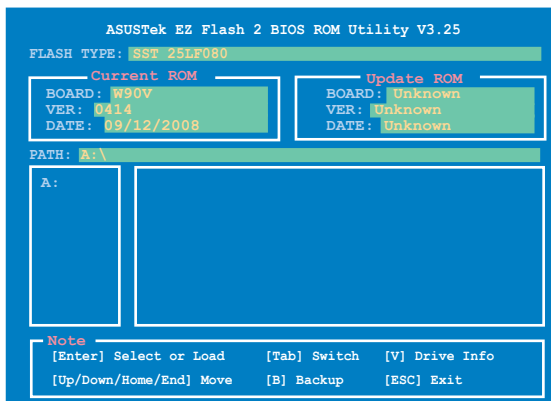 ASUSTek EZ Flash 2 BIOS ROM Utility V3.25
FLASH TYPE: SST 25LF080
Current ROM
BOARD: W90V
VER: 0414
DATE: 09/12/2008
Update ROM
BOARD: Unknown
VER: Unknown
DATE: Unknown
PATH: A:\
A:
Note
[Enter] Select or Load [Tab] Switch [V] Drive Info
[Up/Down/Home/End] Move [B] Backup [ESC] Exit